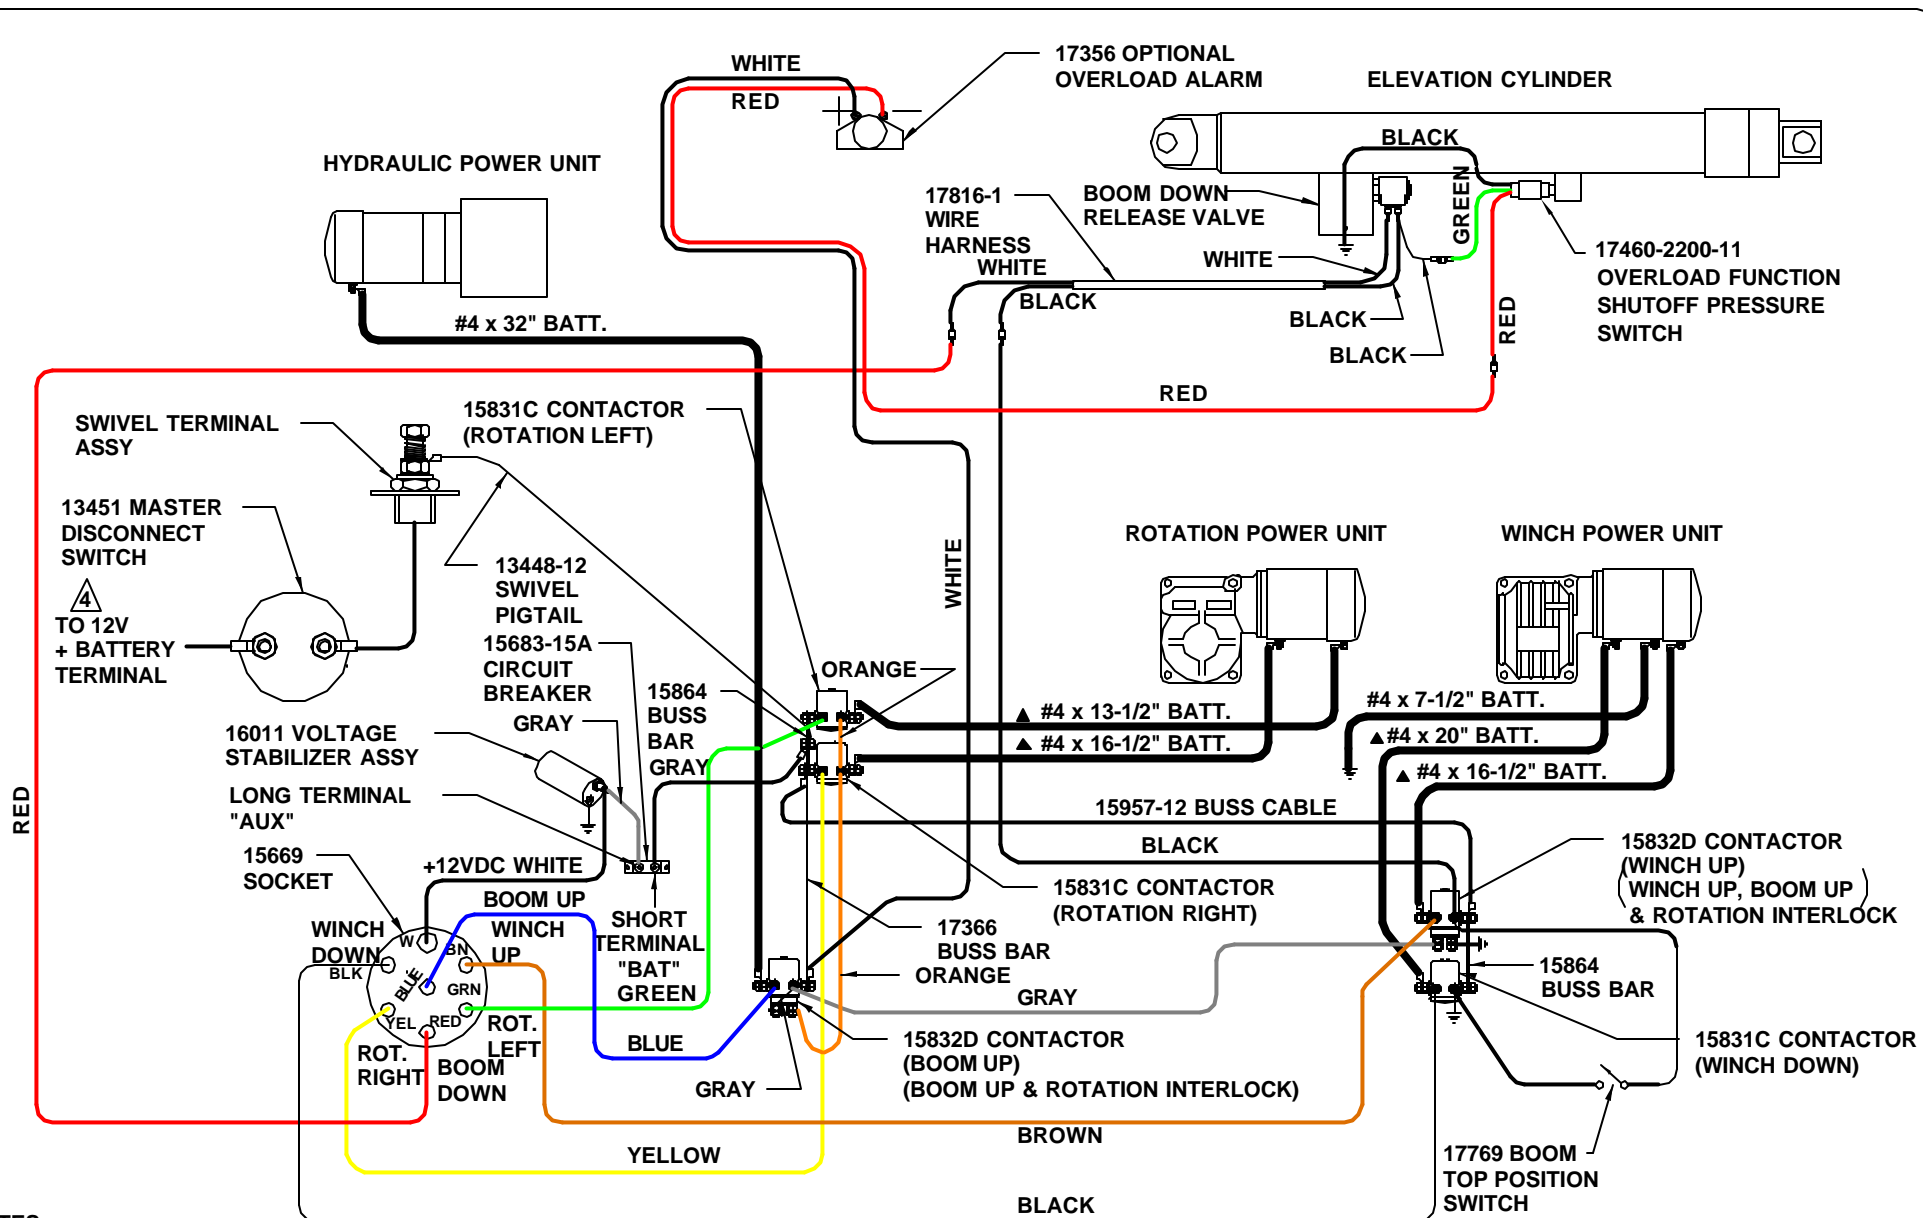 WHITE
RED
17356 OPTIONAL
OVERLOAD ALARM
ELEVATION CYLINDER
HYDRAULIC POWER UNIT
BLACK
GREEN
17816-1
WIRE
HARNESS
BOOM DOWN
RELEASE VALVE
WHITE
BLACK
WHITE
BLACK
BLACK
17460-2200-11
OVERLOAD FUNCTION
SHUTOFF PRESSURE
SWITCH
RED
#4 x 32" BATT.
RED
15831C CONTACTOR
(ROTATION LEFT)
SWIVEL TERMINAL
ASSY
13451 MASTER
DISCONNECT
SWITCH
4
TO 12V
+ BATTERY
TERMINAL
13448-12
SWIVEL
PIGTAIL
15683-15A
CIRCUIT
BREAKER
GRAY
WHITE
ROTATION POWER UNIT
WINCH POWER UNIT
15864
BUSS
BAR
GRAY
ORANGE
#4 x 13-1/2" BATT.
#4 x 16-1/2" BATT.
#4 x 7-1/2" BATT.
#4 x 20" BATT.
#4 x 16-1/2" BATT.
16011 VOLTAGE
STABILIZER ASSY
LONG TERMINAL
"AUX"
RED
15669
SOCKET
+12VDC WHITE
15957-12 BUSS CABLE
BLACK
15832D CONTACTOR
(WINCH UP)
(WINCH UP, BOOM UP)
& ROTATION INTERLOCK
15831C CONTACTOR
(ROTATION RIGHT)
BOOM UP
WINCH
UP
WINCH
DOWN
SHORT
TERMINAL
"BAT"
GREEN
17366
BUSS BAR
ORANGE
GRAY
15864
BUSS BAR
W
BN
BLK
BLUE
GRN
YEL
RED
ROT.
LEFT
ROT.
RIGHT
BOOM
DOWN
BLUE
GRAY
15832D CONTACTOR
(BOOM UP)
(BOOM UP & ROTATION INTERLOCK)
15831C CONTACTOR
(WINCH DOWN)
BROWN
YELLOW
17769 BOOM
TOP POSITION
SWITCH
BLACK